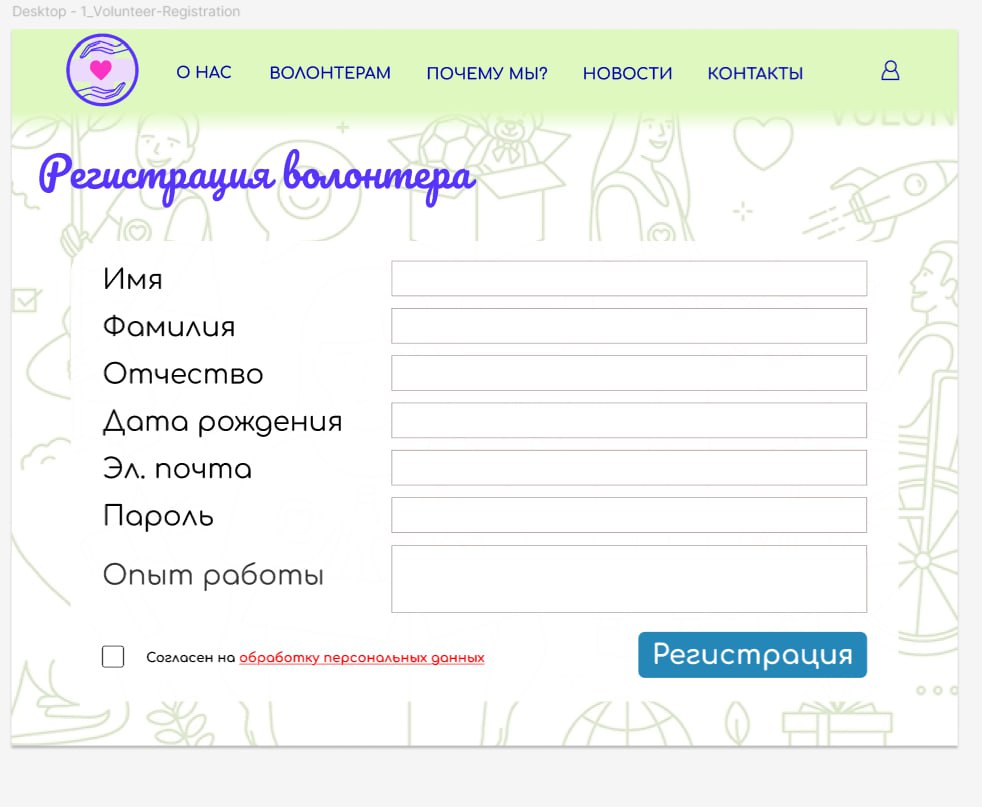 Desktop - 1_Volunteer-Registration
О НАС ВОЛОНТЕРАМ ПОЧЕМУ МЫ? НОВОСТИ КОНТАКТЫ
VOLUN
Регистрация волонтера
Имя
Фамилия
Отчество
Дата рождения
Эл. почта
Пароль
Опыт работы
Согласен на обработку персональных данных
Регистрация